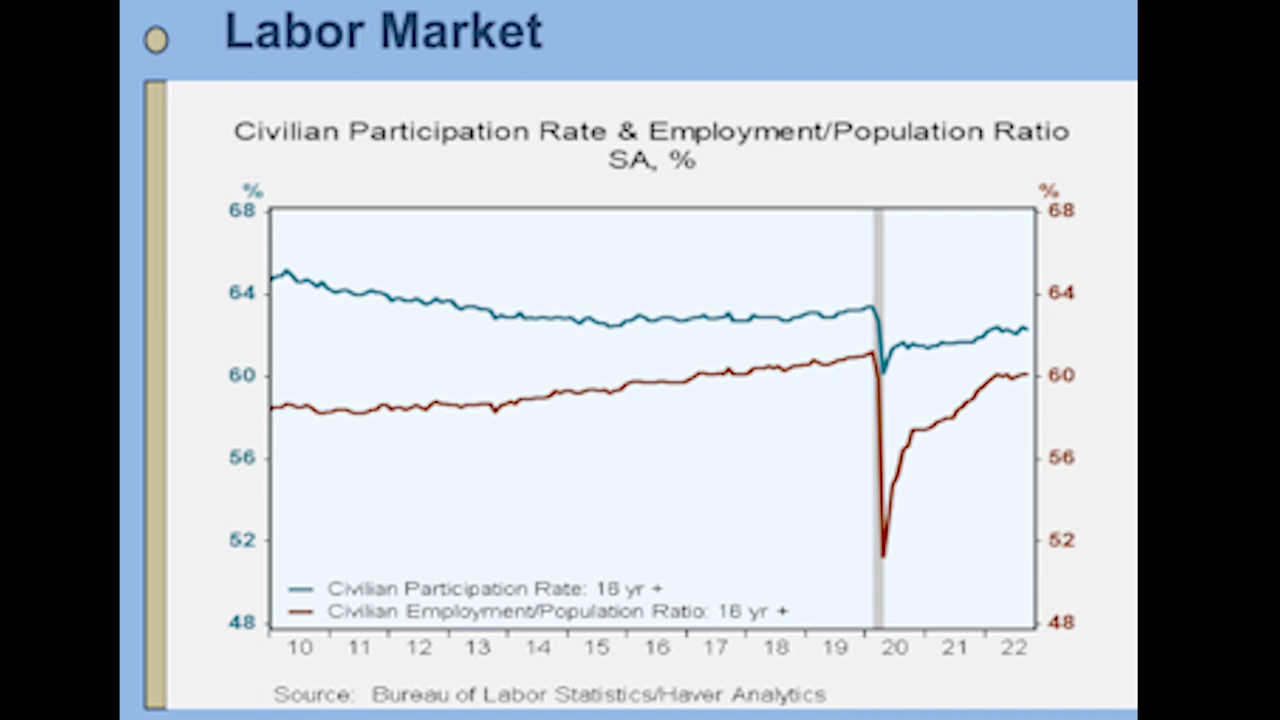 Labor Market
Civilian Participation Rate & Employment/Population Ratio
SA, %
% %
68 68
64 64
60 60
56 56
52 52
48 48
Civilian Participation Rate: 16 yr +
Civilian Employment/Population Ratio: 16 yr +
10 11 12 13 14 15 16 17 18 19 20 21 22
Source: Bureau of Labor Statistics/Haver Analytics